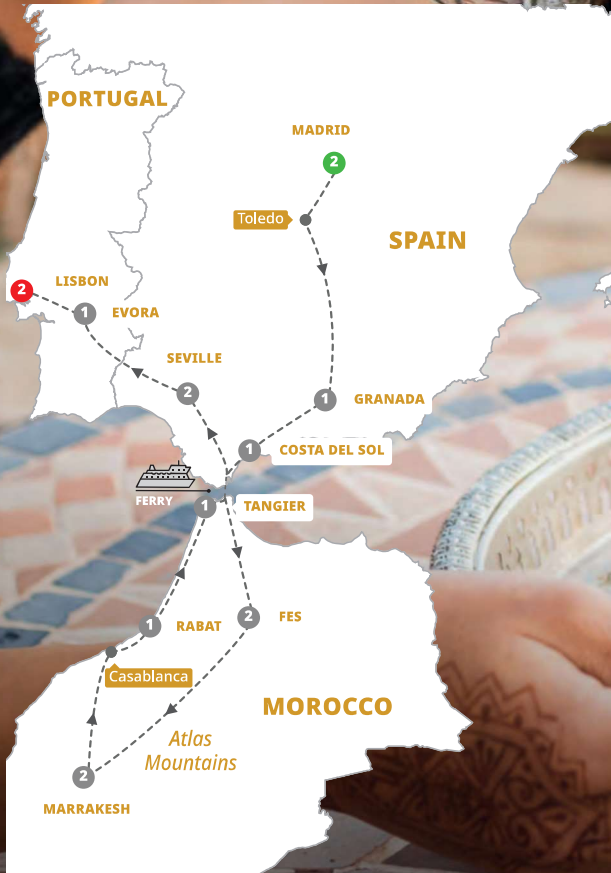 PORTUGAL
MADRID
2
Toledo
SPAIN
LISBON
2
1
EVORA
SEVILLE
2
1
GRANADA
1
COSTA DEL SOL
FERRY
1
TANGIER
1
RABAT
2
FES
Casablanca
MOROCCO
Atlas
Mountains
2
MARRAKESH